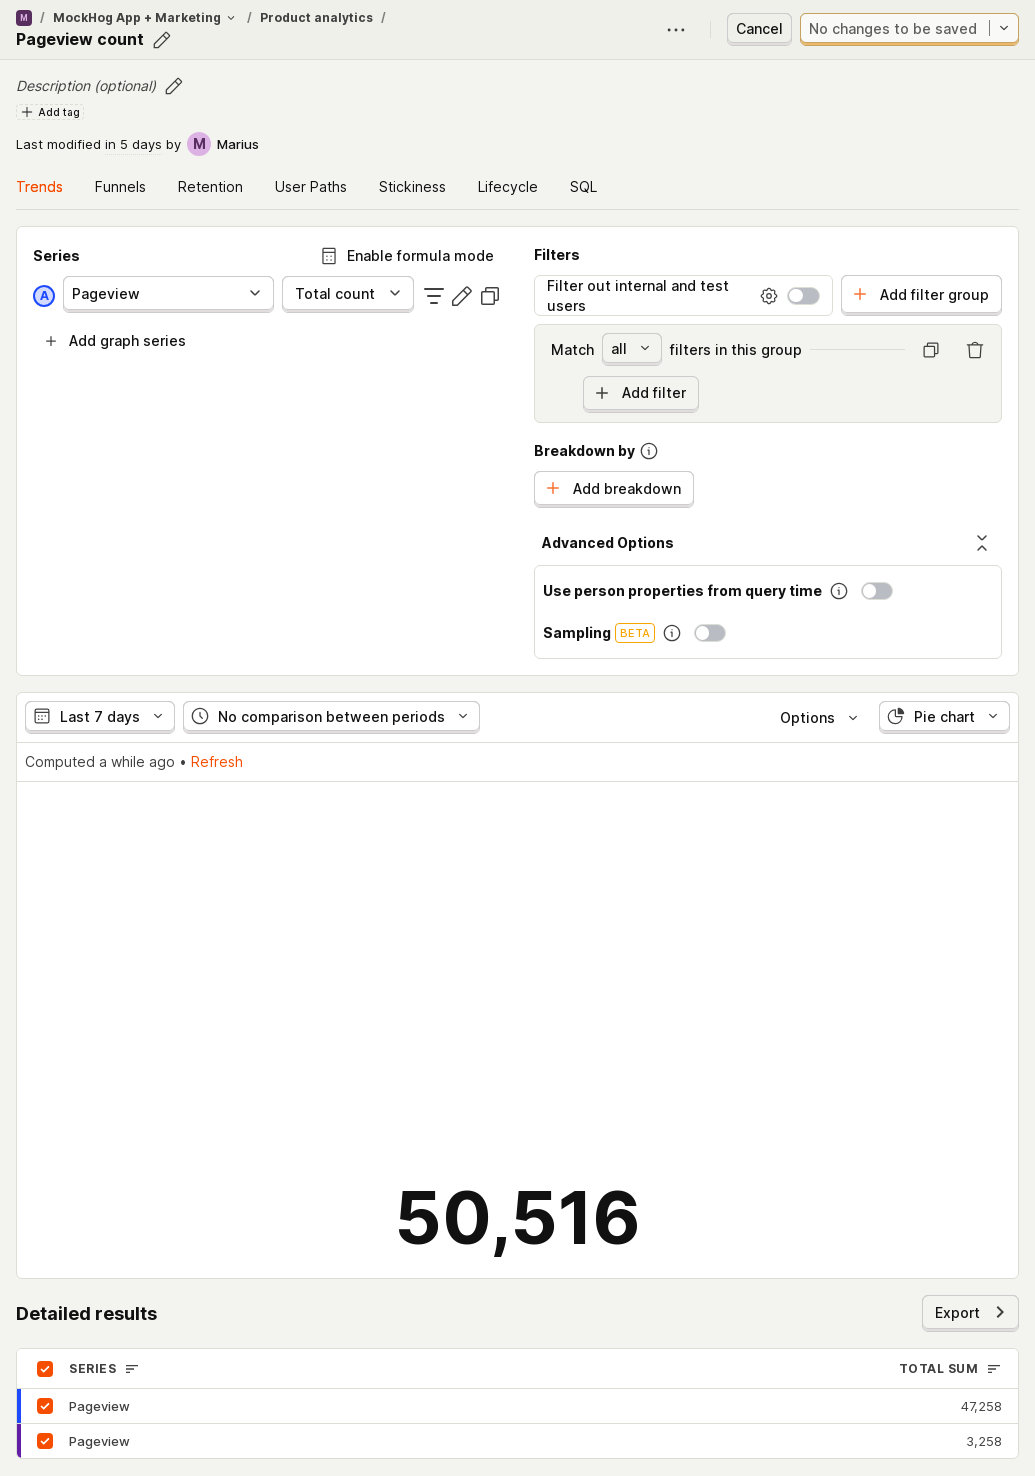 M / MockHog App + Marketing / Product analytics /
Pageview count
Cancel
No changes to be saved
Description (optional)
Add tag
Last modified in 5 days by M Marius
Trends Funnels Retention User Paths Stickiness Lifecycle SQL
Series
Enable formula mode
A Pageview Total count
Add graph series
Filters
Filter out internal and test
users
Add filter group
Match all filters in this group
Add filter
Breakdown by
Add breakdown
Advanced Options
Use person properties from query time
Sampling BETA
Last 7 days No comparison between periods Options Pie chart
Computed a while ago • Refresh
50,516
Detailed results
Export
SERIES TOTAL SUM
Pageview 47,258
Pageview 3,258